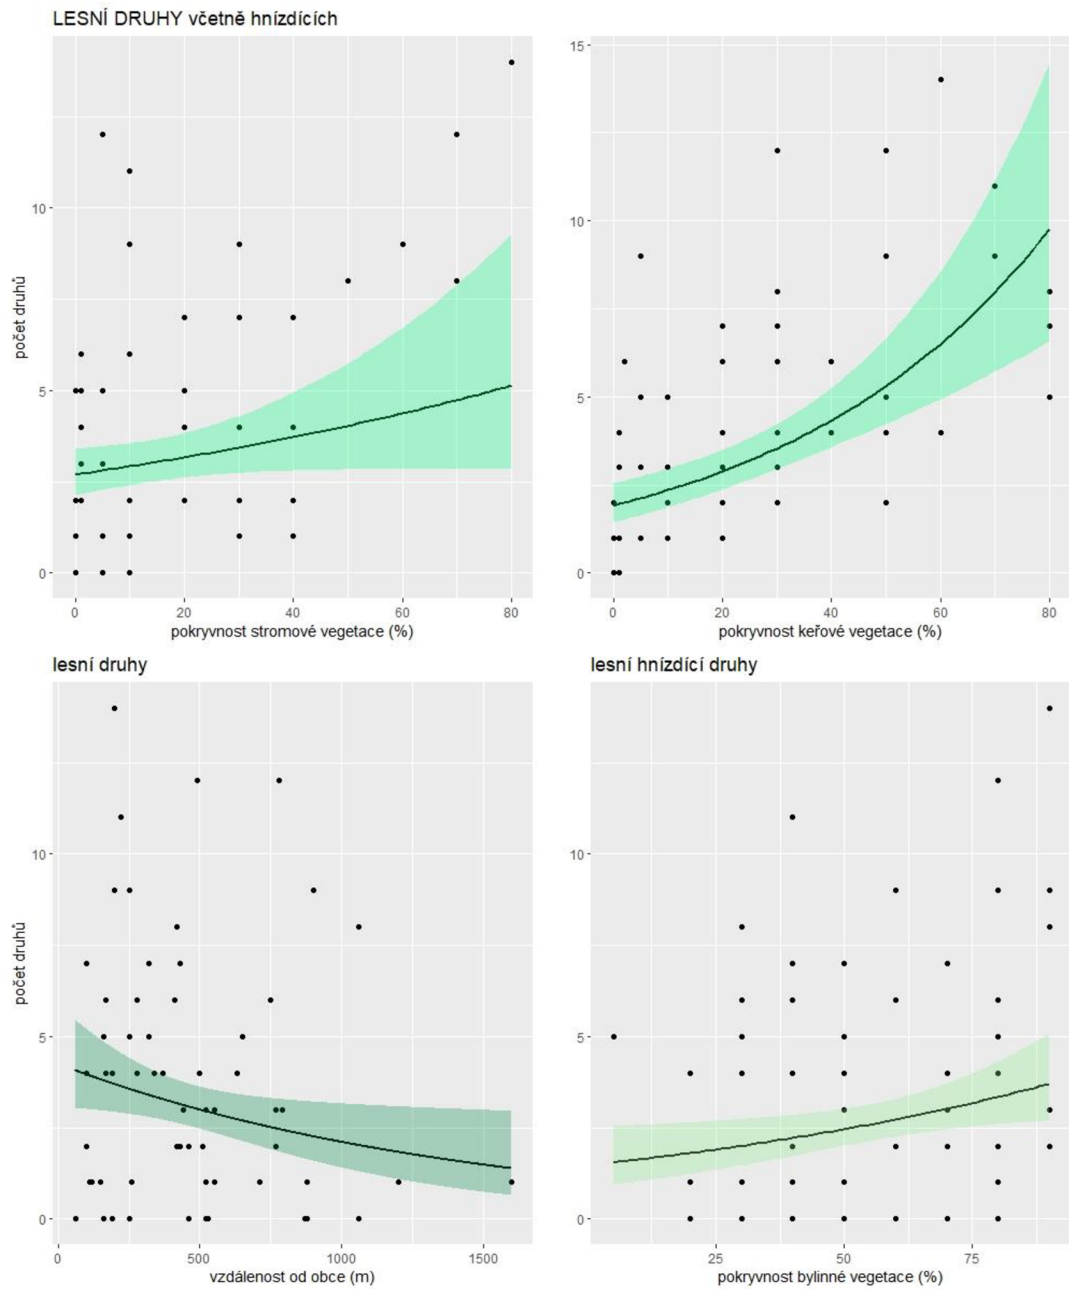 LESNÍ DRUHY včetně hnízdících
počet druhů
10
5
0
0 20 40 60 80
pokryvnost stromové vegetace (%)
15
10
5
0
0 20 40 60 80
pokryvnost keřové vegetace (%)
lesní druhy
počet druhů
10
5
0
0 500 1000 1500
vzdálenost od obce (m)
lesní hnízdící druhy
10
5
0
25 50 75
pokryvnost bylinné vegetace (%)